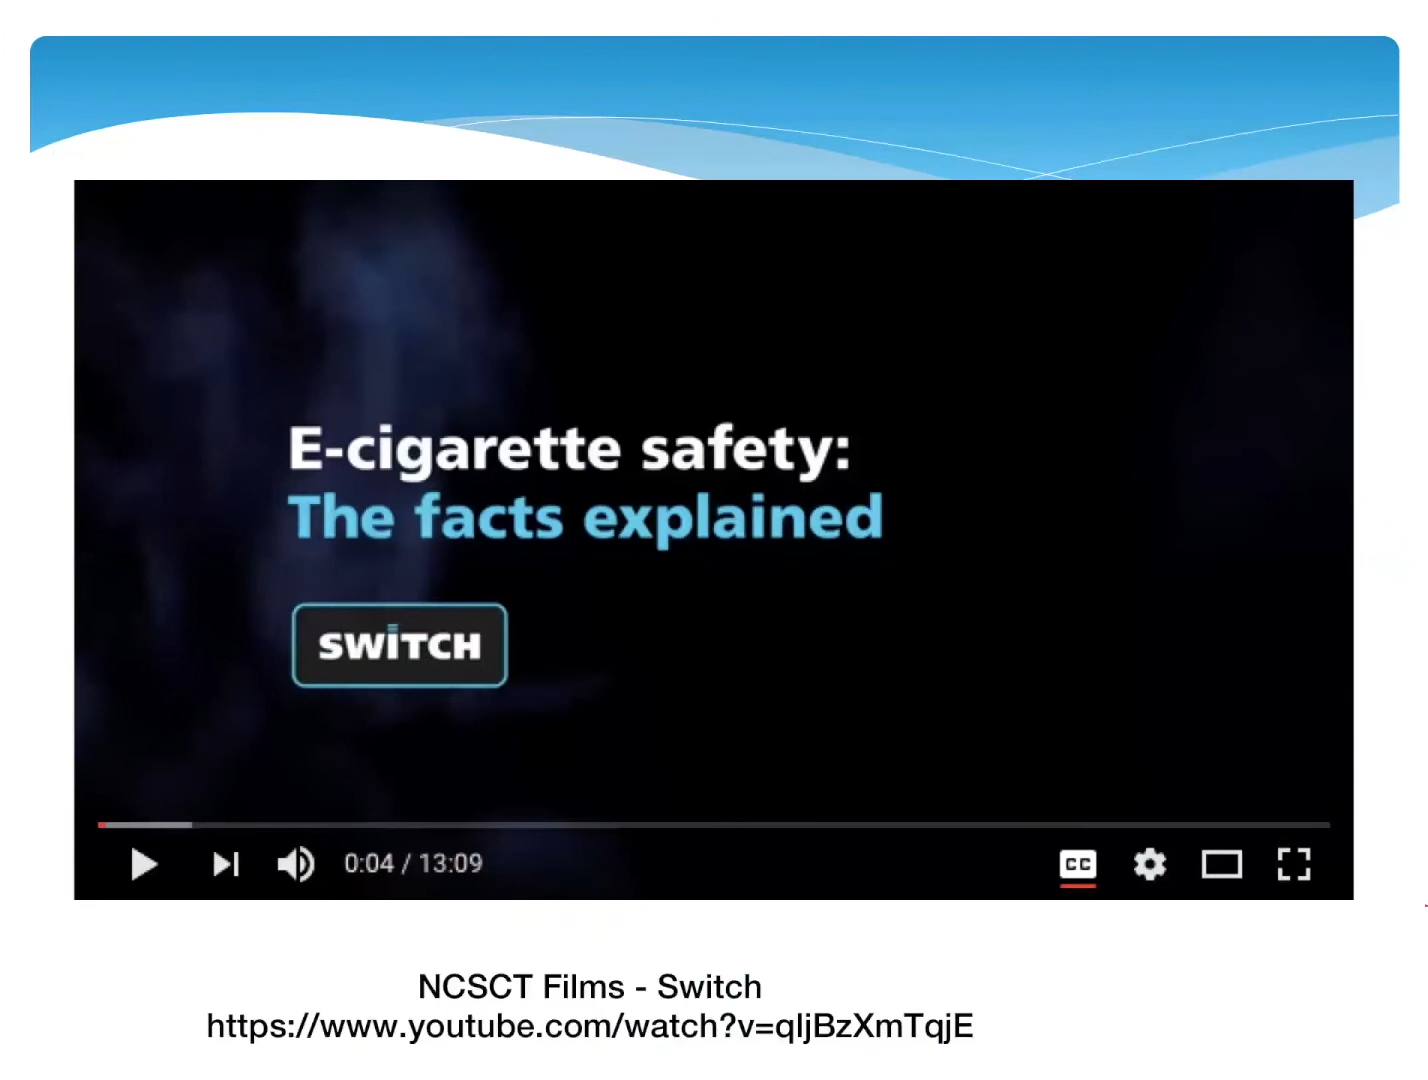 E-cigarette safety:
The facts explained
SWiTCH
0:04 / 13:09
CC
NCSCT Films - Switch
https://www.youtube.com/watch?v=qIjBzXmTqjE